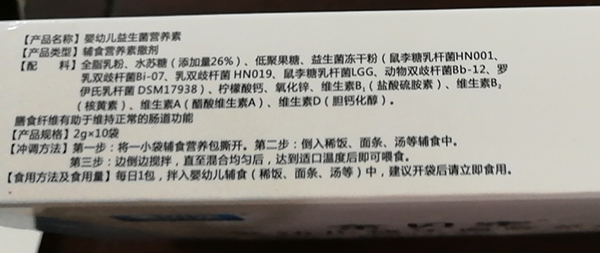 【产品名称】婴幼儿益生菌营养素
【产品类型】辅食营养素撒剂
【配　　料】全脂乳粉、水苏糖（添加量26%）、低聚果糖、益生菌冻干粉（鼠李糖乳杆菌HN001、
乳双歧杆菌Bi-07、乳双歧杆菌 HN019、鼠李糖乳杆菌LGG、动物双歧杆菌Bb-12、罗
伊氏乳杆菌 DSM17938）、柠檬酸钙、氧化锌、维生素B₁（盐酸硫胺素）、维生素B₂
（核黄素）、维生素A（醋酸维生素A）、维生素D（胆钙化醇）。
膳食纤维有助于维持正常的肠道功能
【产品规格】2g×10袋
【冲调方法】第一步：将一小袋辅食营养包撕开。第二步：倒入稀饭、面条、汤等辅食中。
第三步：边倒边搅拌，直至混合均匀后，达到适口温度后即可喂食。
【食用方法及食用量】每日1包，拌入婴幼儿辅食（稀饭、面条、汤等）中，建议开袋后请立即食用。